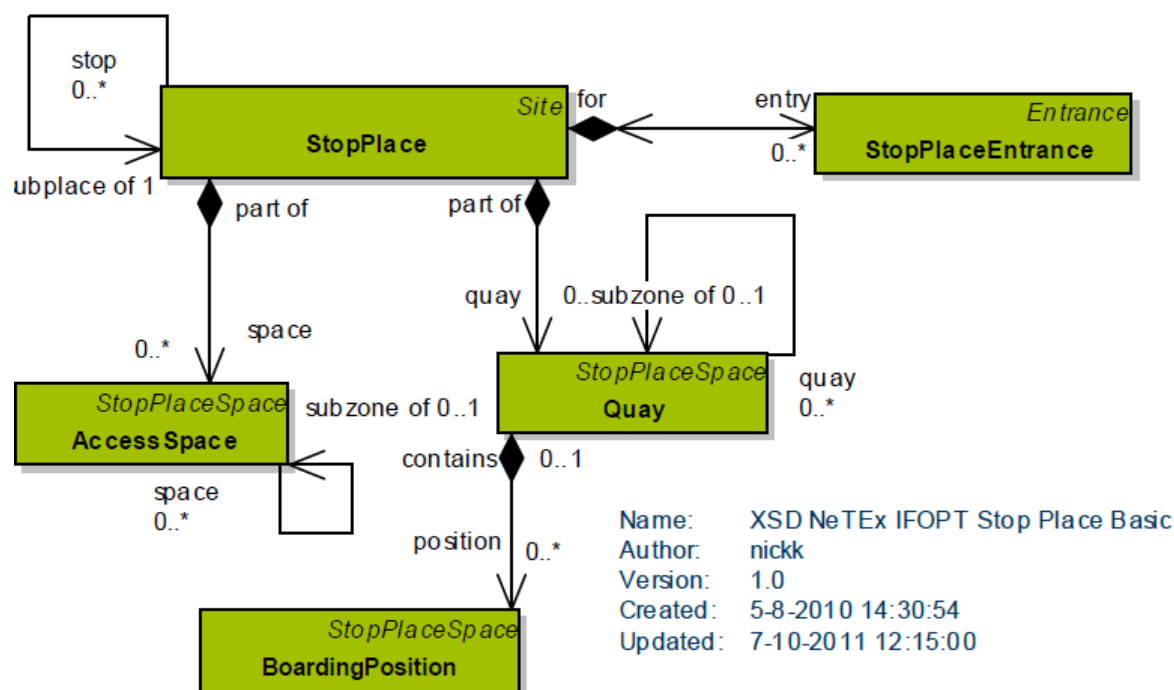 stop
0..*
Site
StopPlace
for
entry
0..*
Entrance
StopPlaceEntrance
ubplace of 1
part of
part of
quay
0..subzone of 0..1
space
0..*
StopPlaceSpace
AccessSpace
subzone of 0..1
space
0..*
StopPlaceSpace
Quay
quay
0..*
contains
0..1
position
0..*
StopPlaceSpace
BoardingPosition
Name: XSD NeTEx IFOPT Stop Place Basic
Author: nickk
Version: 1.0
Created: 5-8-2010 14:30:54
Updated: 7-10-2011 12:15:00